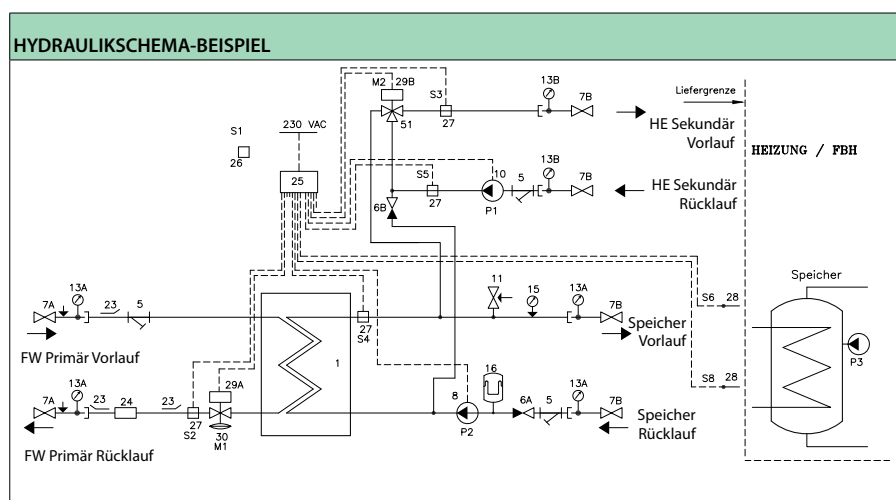 HYDRAULIKSCHEMA-BEISPIEL
M2 29B
S3
13B
7B
Liefergrenze
230 VAC
S1
51
27
HE Sekundär
Vorlauf
26
25
HEIZUNG / FBH
13B
S5
10
5
7B
HE Sekundär
Rücklauf
6B
27
P1
Speicher
13A
7A
23
5
11
15
13A
7B
S6
28
27
S4
Speicher
Vorlauf
FW Primär Vorlauf
1
P3
13A
7A
23
24
23
29A
16
8
6A
5
13A
7B
S8
28
27
S2
30
M1
P2
Speicher
Rücklauf
FW Primär Rücklauf